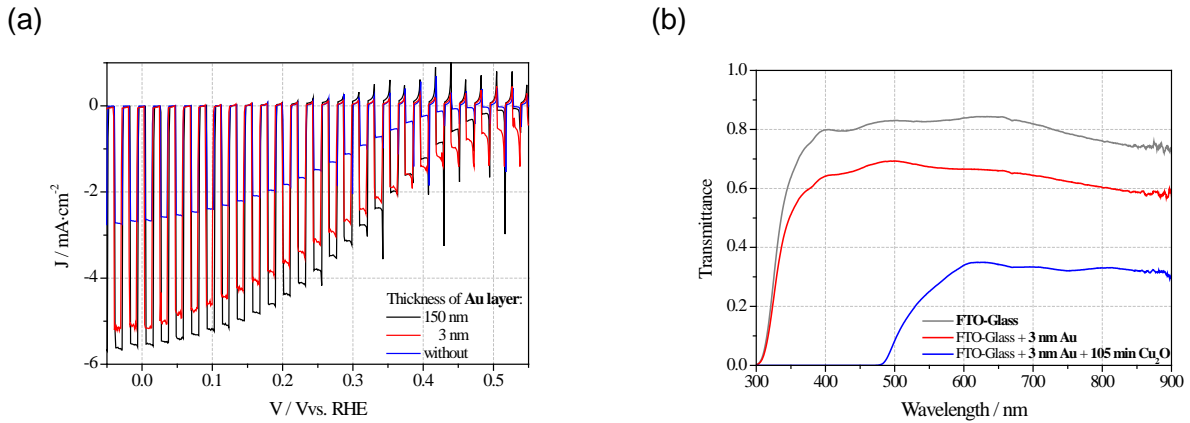 (a)
0
-2
-4
-6
J / mA·cm-2
0.0 0.1 0.2 0.3 0.4 0.5
V / Vvs. RHE
Thickness of Au layer:
150 nm
3 nm
without
(b)
1.0
0.8
0.6
0.4
0.2
0.0
Transmittance
300 400 500 600 700 800 900
Wavelength / nm
FTO-Glass
FTO-Glass + 3 nm Au
FTO-Glass + 3 nm Au + 105 min Cu2O